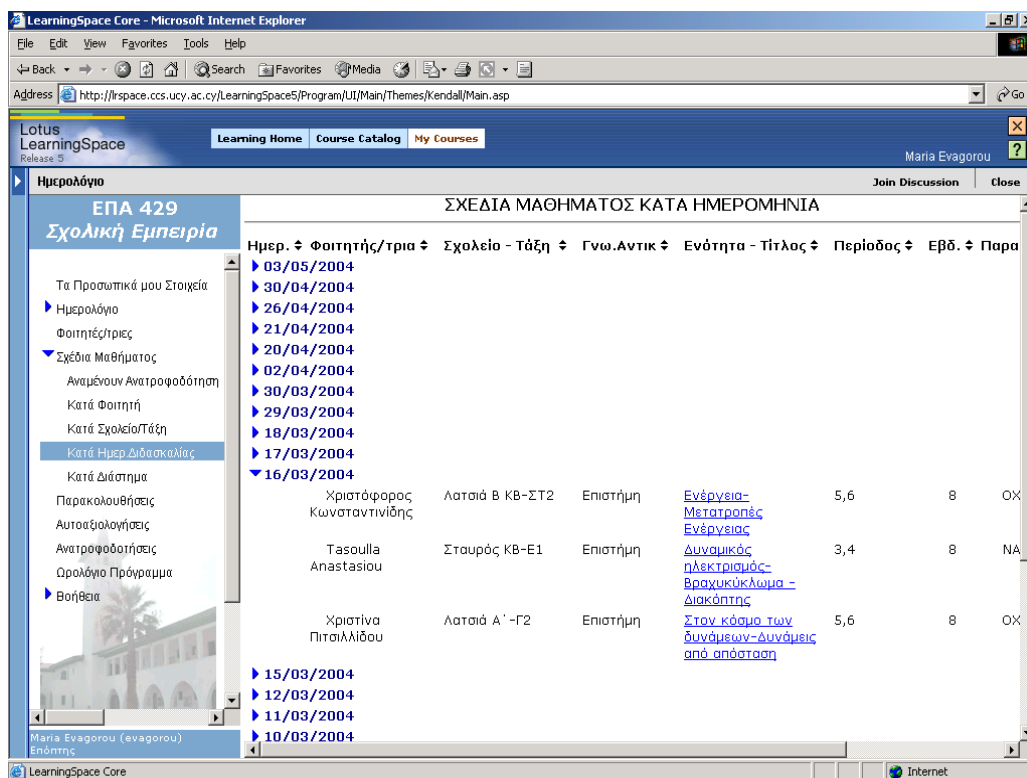 LearningSpace Core - Microsoft Internet Explorer
File Edit View Favorites Tools Help
Back Search Favorites Media
Address http://lrspace.ccs.ucy.ac.cy/LearningSpace5/Program/UI/Main/Themes/Kendall/Main.asp Go
Lotus
LearningSpace
Release 5
Learning Home Course Catalog My Courses
Maria Evagorou
?
Ημερολόγιο Join Discussion Close
ΕΠΑ 429
Σχολική Εμπειρία
Τα Προσωπικά μου Στοιχεία
Ημερολόγιο
Φοιτητές/τριες
Σχέδια Μαθήματος
Αναμένουν Ανατροφοδότηση
Κατά Φοιτητή
Κατά Σχολείο/Τάξη
Κατά Ημερ.Διδασκαλίας
Κατά Διάστημα
Παρακολουθήσεις
Αυτοαξιολογήσεις
Ανατροφοδοτήσεις
Ωρολόγιο Πρόγραμμα
Βοήθεια
Maria Evagorou (evagorou)
Επόπτης
ΣΧΕΔΙΑ ΜΑΘΗΜΑΤΟΣ ΚΑΤΑ ΗΜΕΡΟΜΗΝΙΑ
Ημερ. Φοιτητής/τρια Σχολείο - Τάξη Γνω.Αντικ Ενότητα - Τίτλος Περίοδος Εβδ. Παρα
03/05/2004
30/04/2004
26/04/2004
21/04/2004
20/04/2004
02/04/2004
30/03/2004
29/03/2004
18/03/2004
17/03/2004
16/03/2004
Χριστόφορος Λατσιά Β ΚΒ-ΣΤ2 Επιστήμη Ενέργεια- 5,6 8 ΟΧ
Κωνσταντινίδης Μετατροπές
Ενέργειας
Tasoulla Σταυρός ΚΒ-Ε1 Επιστήμη Δυναμικός 3,4 8 ΝΑ
Anastasiou ηλεκτρισμός-
Βραχυκύκλωμα -
Διακόπτης
Χριστίνα Λατσιά Α΄-Γ2 Επιστήμη Στον κόσμο των 5,6 8 ΟΧ
Πιτσιλλίδου δυνάμεων-Δυνάμεις
από απόσταση
15/03/2004
12/03/2004
11/03/2004
10/03/2004
LearningSpace Core Internet